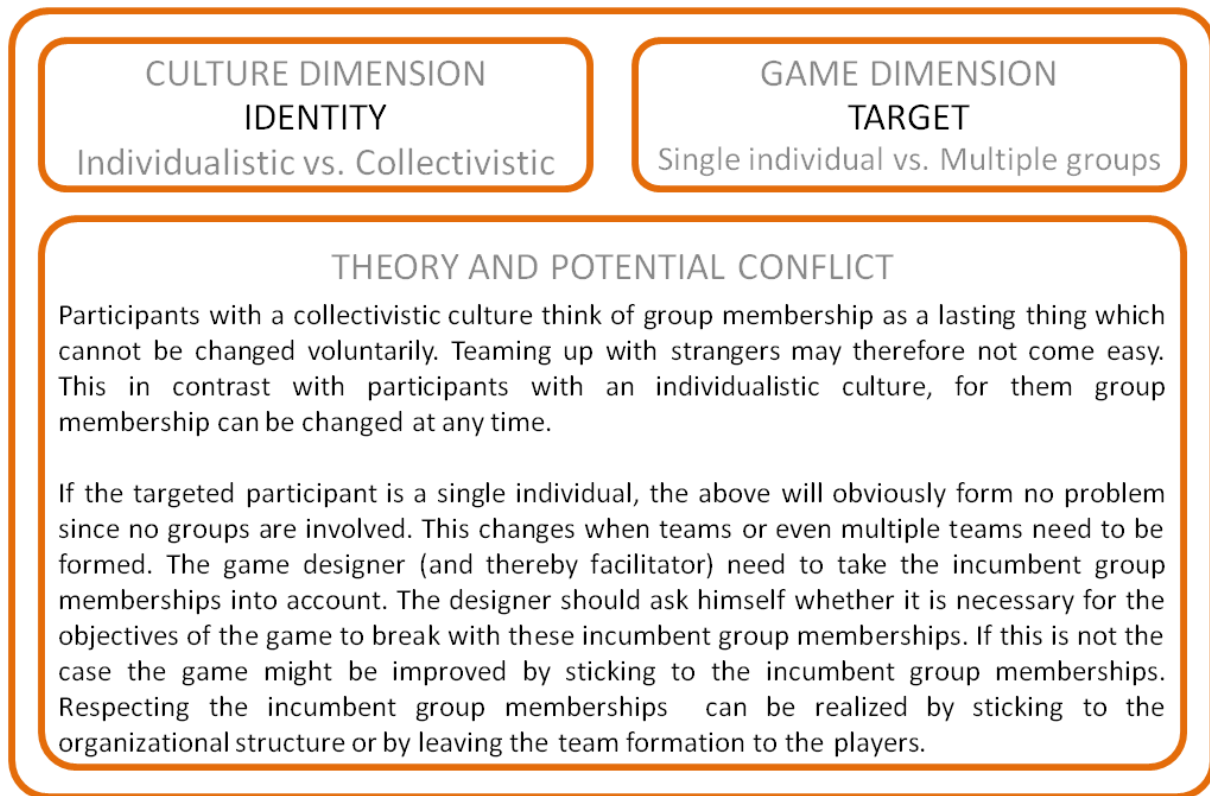 CULTURE DIMENSION
IDENTITY
Individualistic vs. Collectivistic
GAME DIMENSION
TARGET
Single individual vs. Multiple groups
THEORY AND POTENTIAL CONFLICT
Participants with a collectivistic culture think of group membership as a lasting thing which
cannot be changed voluntarily. Teaming up with strangers may therefore not come easy.
This in contrast with participants with an individualistic culture, for them group
membership can be changed at any time.
If the targeted participant is a single individual, the above will obviously form no problem
since no groups are involved. This changes when teams or even multiple teams need to be
formed. The game designer (and thereby facilitator) need to take the incumbent group
memberships into account. The designer should ask himself whether it is necessary for the
objectives of the game to break with these incumbent group memberships. If this is not the
case the game might be improved by sticking to the incumbent group memberships.
Respecting the incumbent group memberships can be realized by sticking to the
organizational structure or by leaving the team formation to the players.